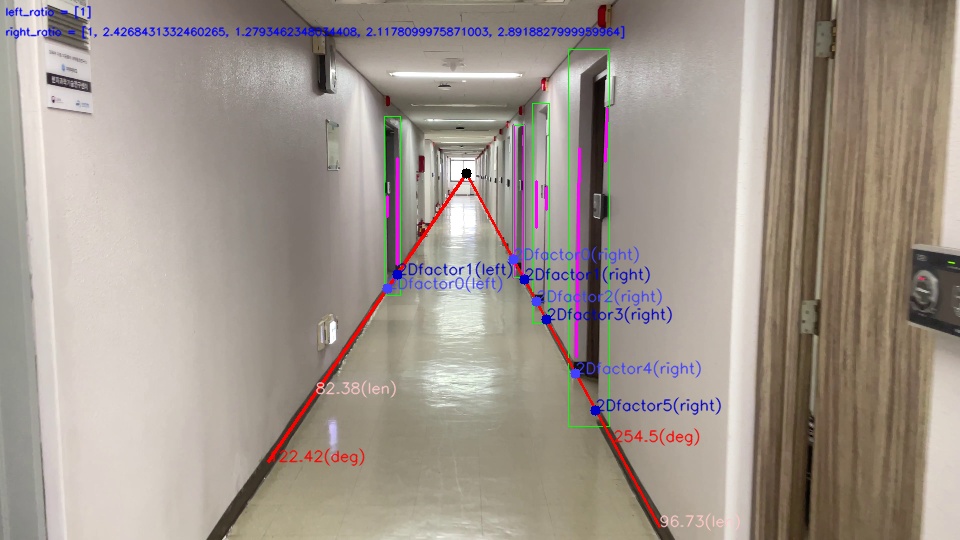 left_ratio = [1]
right_ratio = [1, 2.4268431332460265, 1.2793462348034408, 2.1178099975871003, 2.8918827999959964]
2Dfactor0(right)
2Dfactor1(left)
2Dfactor1(right)
2Dfactor0(left)
2Dfactor2(right)
2Dfactor3(right)
2Dfactor4(right)
82.38(len)
2Dfactor5(right)
254.5(deg)
22.42(deg)
96.73(len)